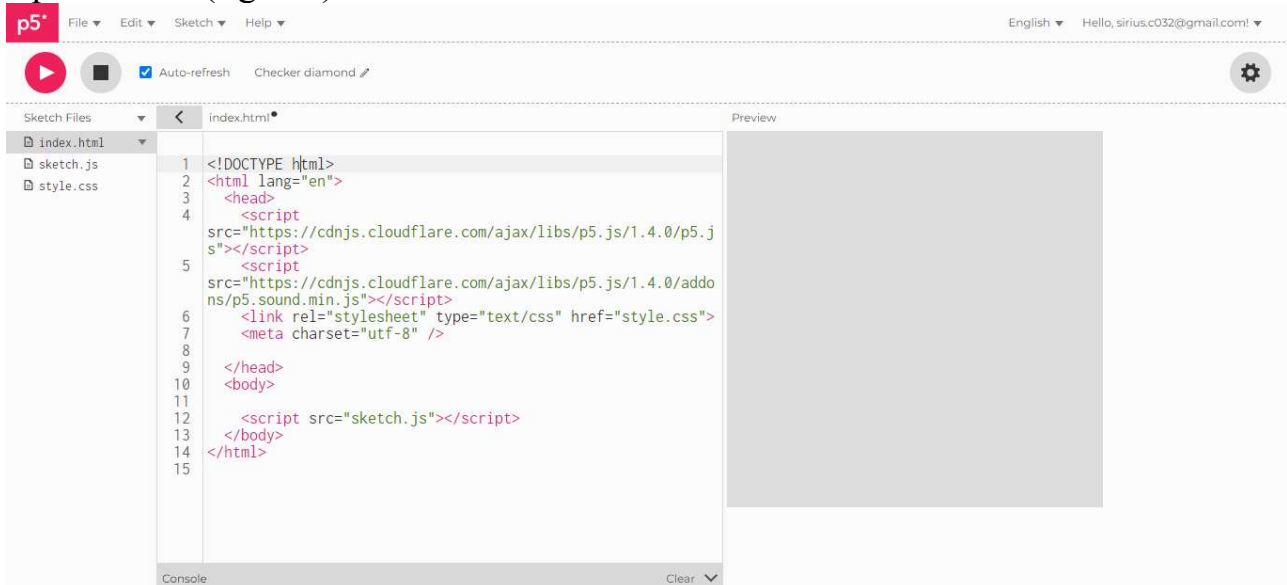 p5* File Edit Sketch Help English Hello, sirius.c032@gmail.com!
Auto-refresh Checker diamond
Sketch Files index.html Preview
index.html
sketch.js
style.css
1 <!DOCTYPE html>
2 <html lang="en">
3 <head>
4 <script
src="https://cdnjs.cloudflare.com/ajax/libs/p5.js/1.4.0/p5.j
s"></script>
5 <script
src="https://cdnjs.cloudflare.com/ajax/libs/p5.js/1.4.0/addo
ns/p5.sound.min.js"></script>
6 <link rel="stylesheet" type="text/css" href="style.css">
7 <meta charset="utf-8" />
8
9 </head>
10 <body>
11
12 <script src="sketch.js"></script>
13 </body>
14 </html>
15
Console Clear